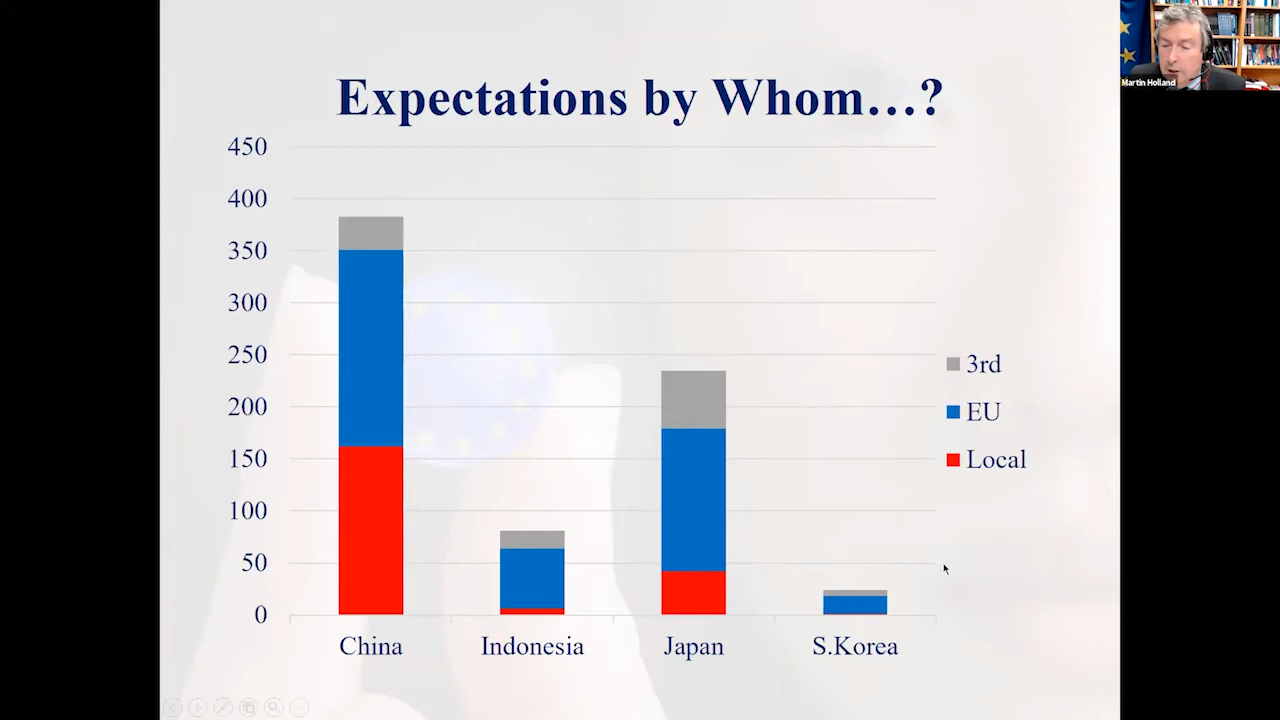 Expectations by Whom...?
Martin Holland
450
400
350
300
250
200
150
100
50
0
3rd
EU
Local
China
Indonesia
Japan
S.Korea